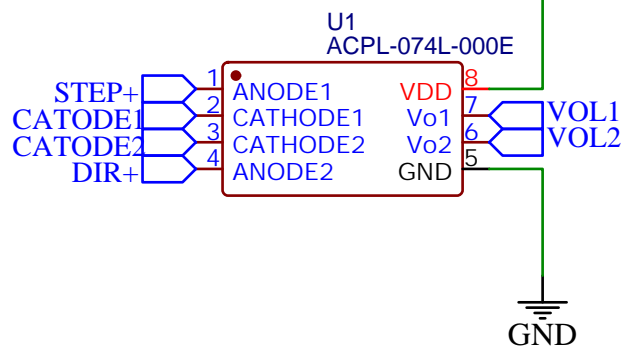 U1
ACPL-074L-000E
STEP+ 1 ANODE1 VDD 8
CATODE1 2 CATHODE1 Vo1 7 VOL1
CATODE2 3 CATHODE2 Vo2 6 VOL2
DIR+ 4 ANODE2 GND 5
GND